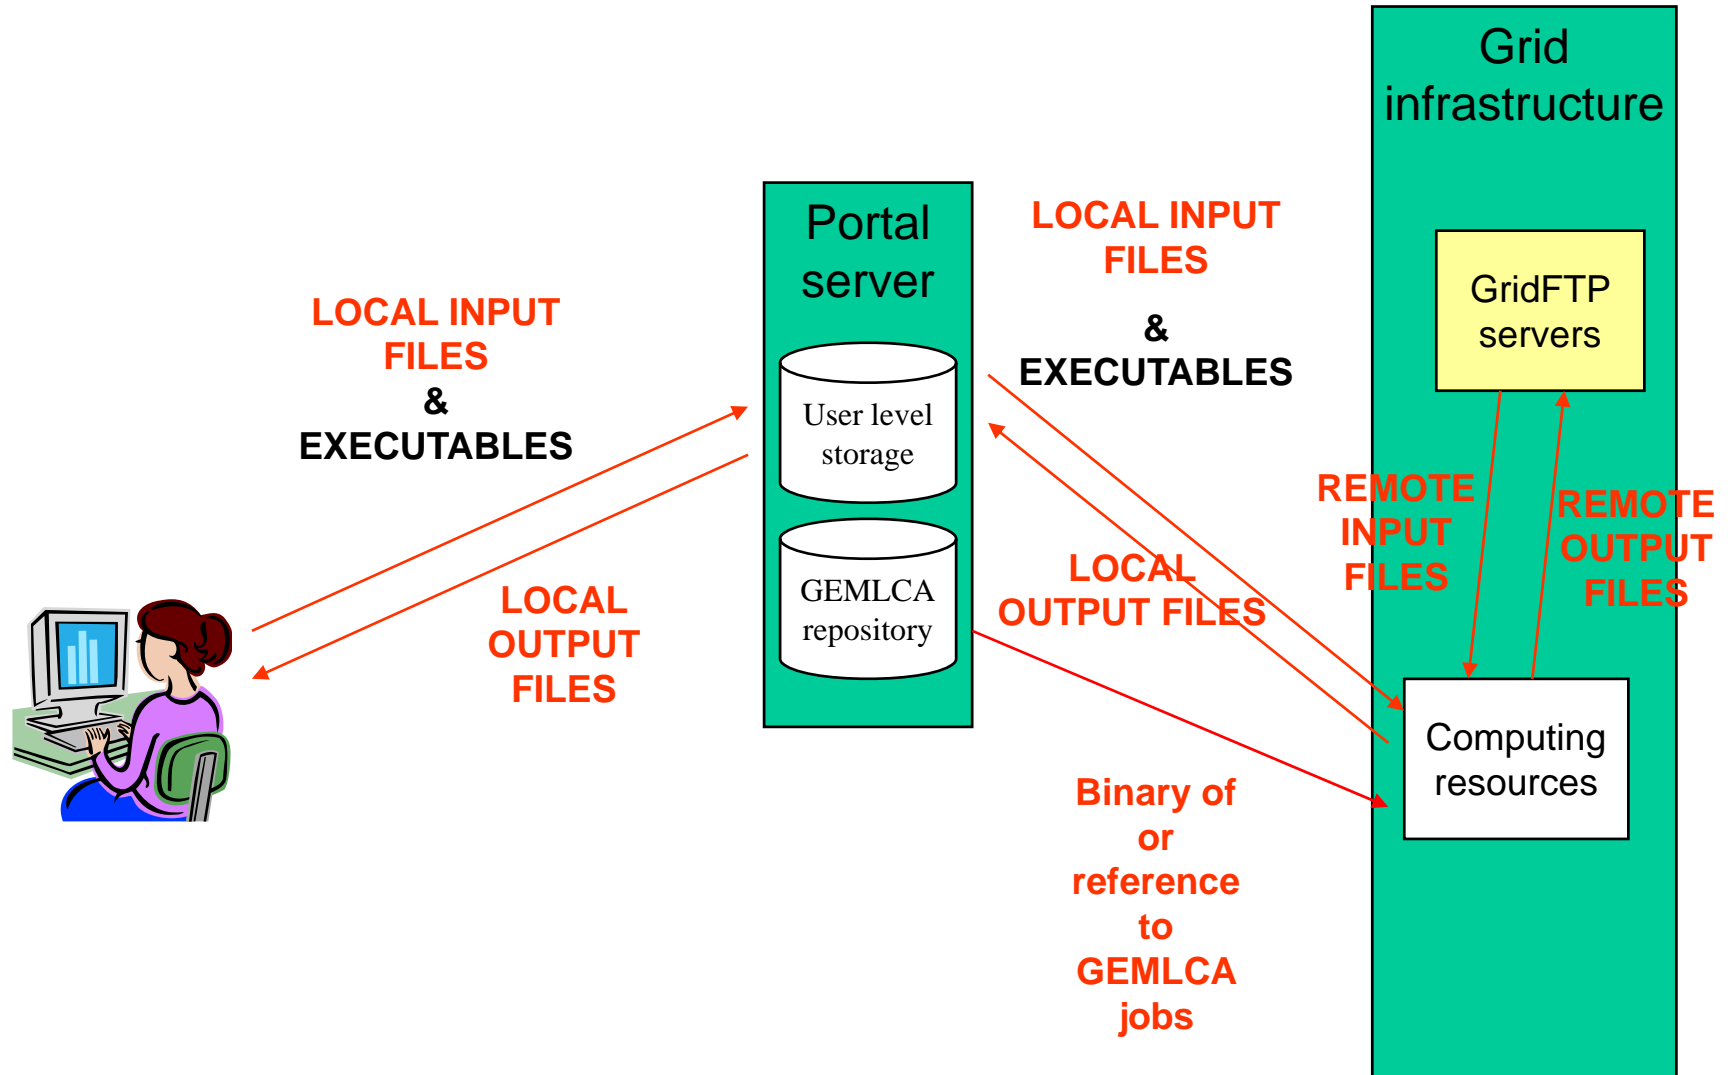 Grid
infrastructure
Portal
server
LOCAL INPUT
FILES
&
EXECUTABLES
LOCAL INPUT
FILES
&
EXECUTABLES
GridFTP
servers
User level
storage
GEMLCA
repository
LOCAL
OUTPUT
FILES
LOCAL
OUTPUT FILES
REMOTE
INPUT
FILES
REMOTE
OUTPUT
FILES
Computing
resources
Binary of
or
reference
to
GEMLCA
jobs